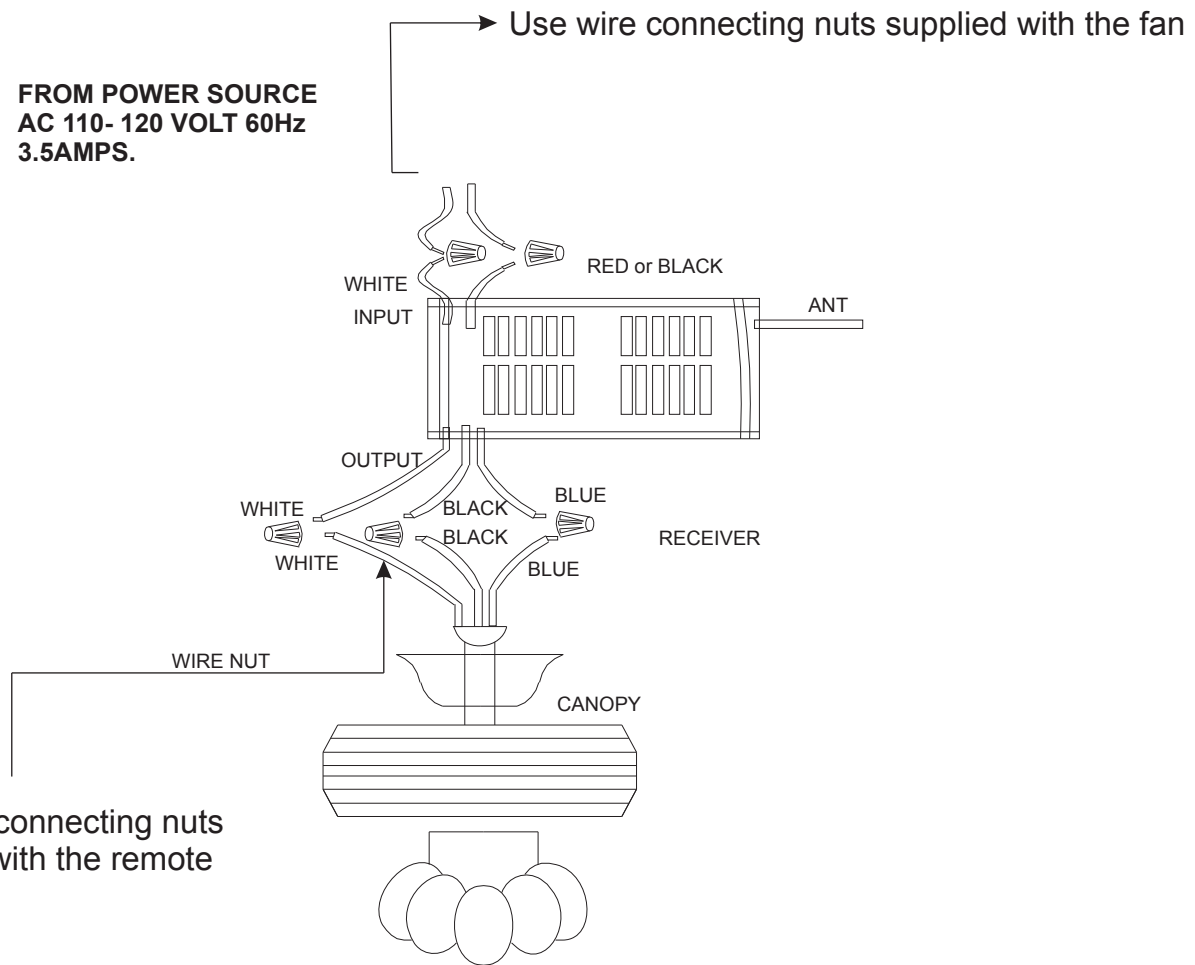 Use wire connecting nuts supplied with the fan
FROM POWER SOURCE
AC 110- 120 VOLT 60Hz
3.5AMPS.
RED or BLACK
WHITE
INPUT
ANT
OUTPUT
WHITE
BLACK
BLUE
BLACK
RECEIVER
WHITE
BLUE
WIRE NUT
CANOPY
connecting nuts
with the remote